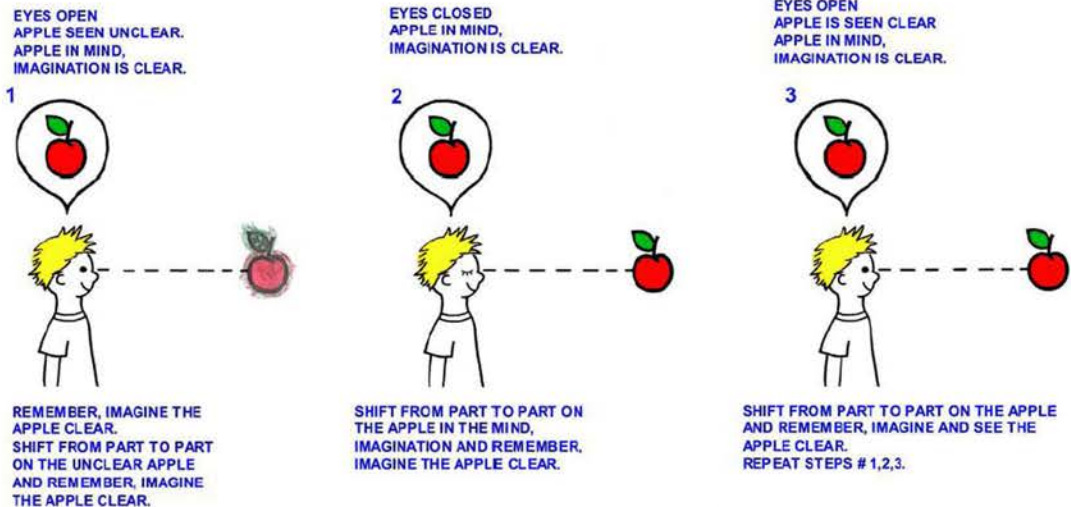 EYES OPEN
APPLE SEEN UNCLEAR.
APPLE IN MIND,
IMAGINATION IS CLEAR.
1
REMEMBER, IMAGINE THE
APPLE CLEAR.
SHIFT FROM PART TO PART
ON THE UNCLEAR APPLE
AND REMEMBER, IMAGINE
THE APPLE CLEAR.
EYES CLOSED
APPLE IN MIND,
IMAGINATION IS CLEAR.
2
SHIFT FROM PART TO PART ON
THE APPLE IN THE MIND,
IMAGINATION AND REMEMBER,
IMAGINE THE APPLE CLEAR.
EYES OPEN
APPLE IS SEEN CLEAR
APPLE IN MIND,
IMAGINATION IS CLEAR.
3
SHIFT FROM PART TO PART ON THE APPLE
AND REMEMBER, IMAGINE AND SEE THE
APPLE CLEAR.
REPEAT STEPS # 1,2,3.